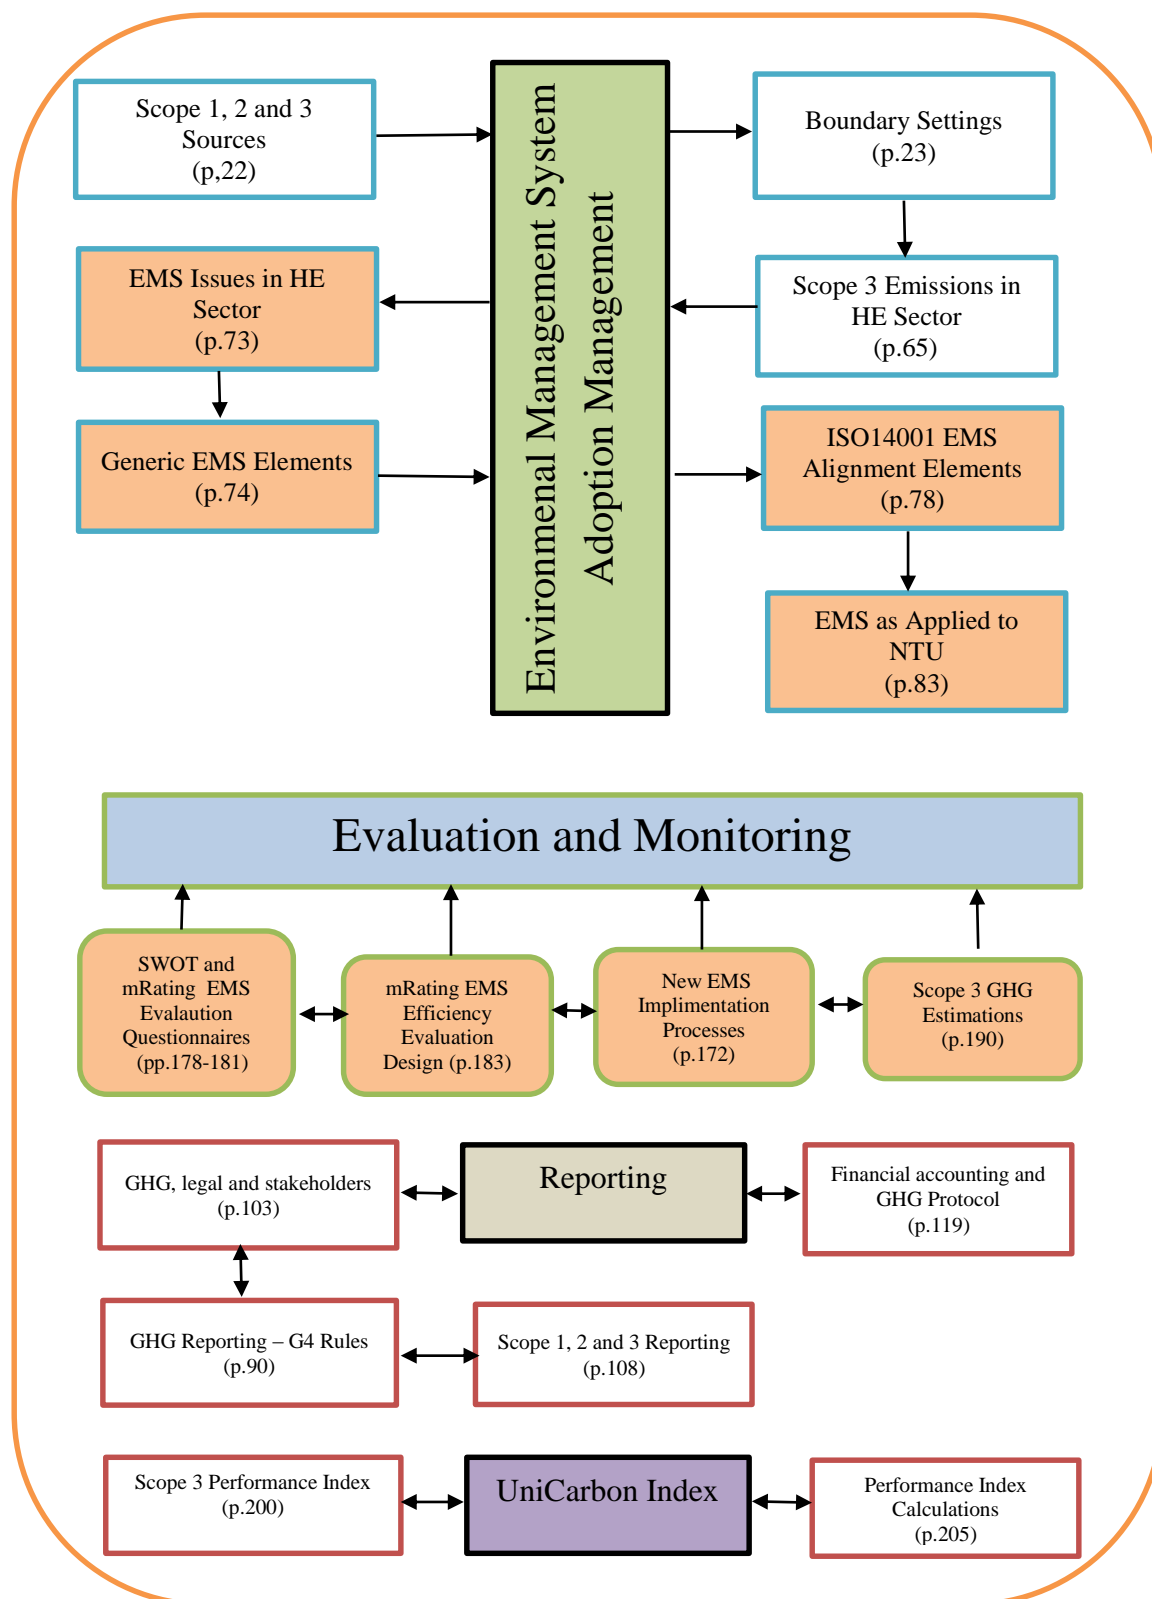 Scope 1, 2 and 3
Sources
(p,22)
Environmenal Management System
Adoption Management
Boundary Settings
(p.23)
EMS Issues in HE
Sector
(p.73)
Scope 3 Emissions in
HE Sector
(p.65)
Generic EMS Elements
(p.74)
ISO14001 EMS
Alignment Elements
(p.78)
EMS as Applied to
NTU
(p.83)
Evaluation and Monitoring
SWOT and
mRating EMS
Evalaution
Questionnaires
(pp.178-181)
mRating EMS
Efficiency
Evaluation
Design (p.183)
New EMS
Implimentation
Processes
(p.172)
Scope 3 GHG
Estimations
(p.190)
GHG, legal and stakeholders
(p.103)
Reporting
Financial accounting and
GHG Protocol
(p.119)
GHG Reporting – G4 Rules
(p.90)
Scope 1, 2 and 3 Reporting
(p.108)
Scope 3 Performance Index
(p.200)
UniCarbon Index
Performance Index
Calculations
(p.205)